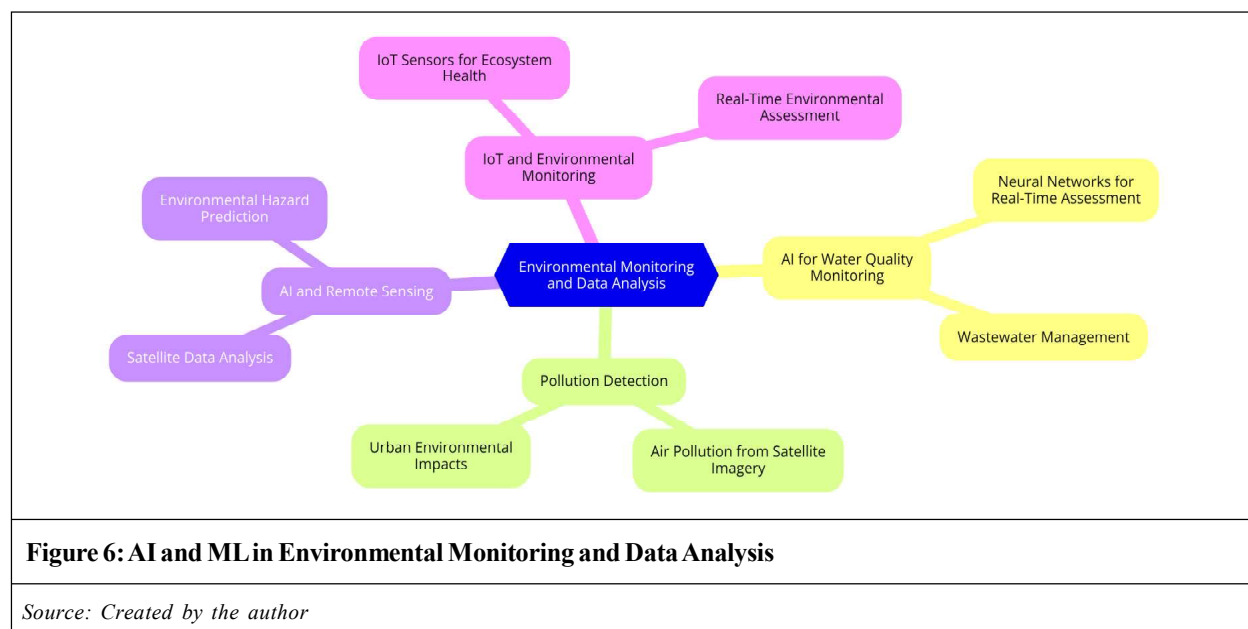 IoT Sensors for Ecosystem
Health
Real-Time Environmental
Assessment
IoT and Environmental
Monitoring
Neural Networks for
Real-Time Assessment
Environmental Hazard
Prediction
Environmental Monitoring
and Data Analysis
AI for Water Quality
Monitoring
AI and Remote Sensing
Wastewater Management
Satellite Data Analysis
Pollution Detection
Urban Environmental
Impacts
Air Pollution from Satellite
Imagery
Figure 6: AI and ML in Environmental Monitoring and Data Analysis
Source: Created by the author